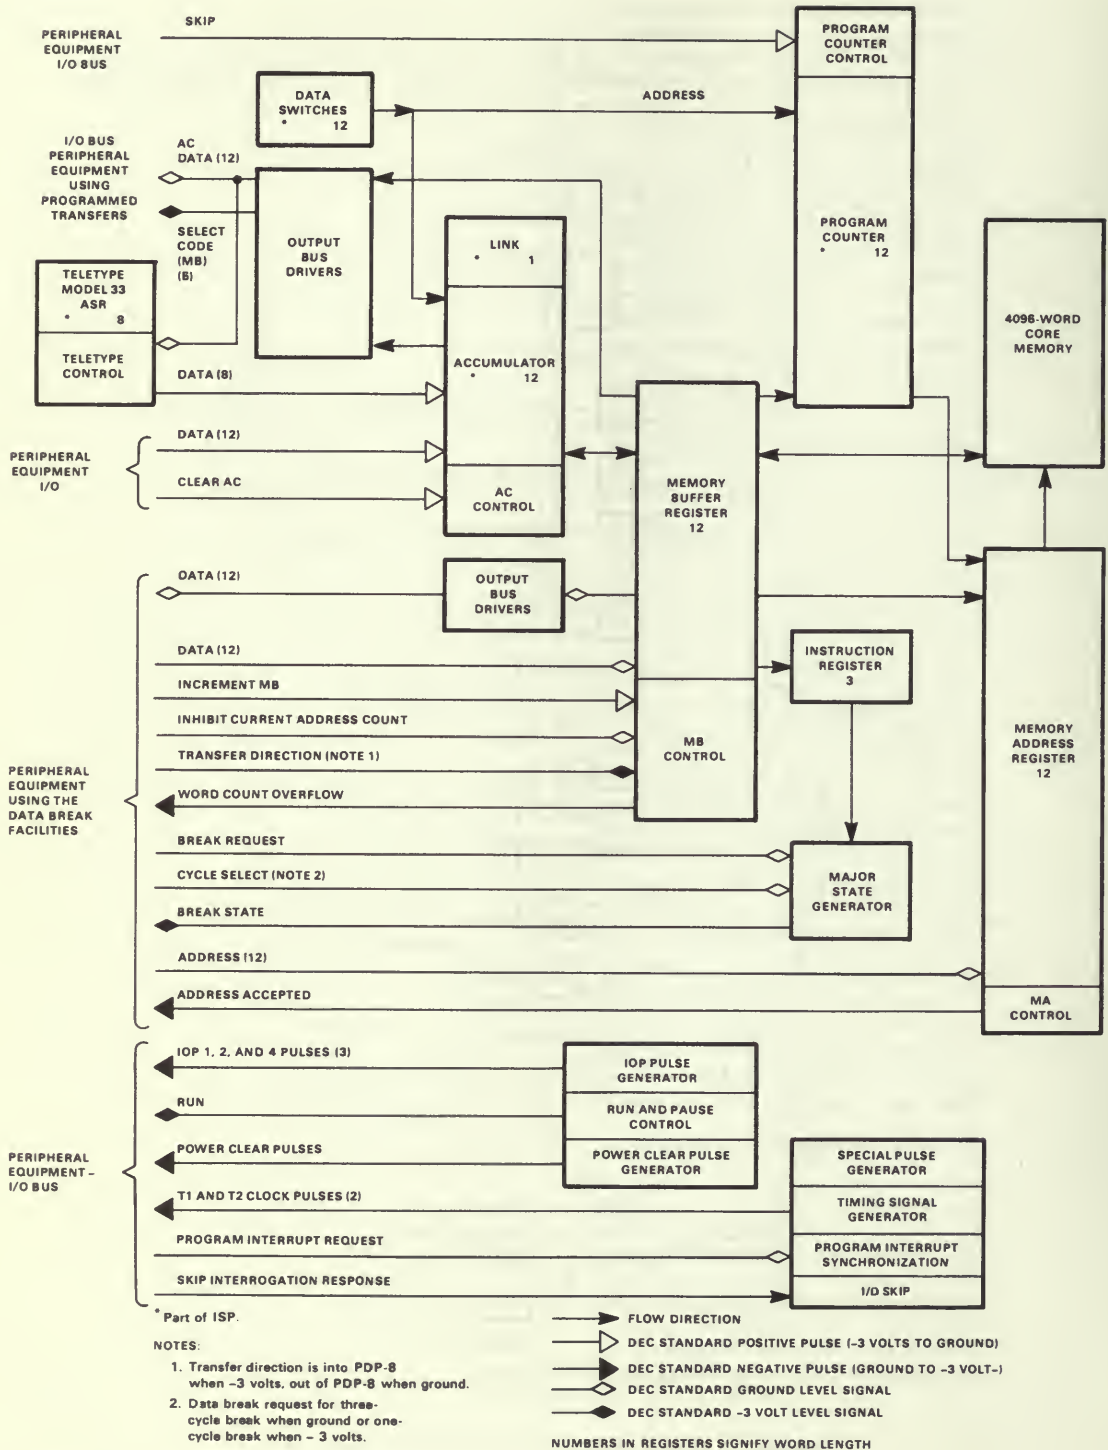 SKIP
PERIPHERAL
EQUIPMENT
I/O BUS
PROGRAM
COUNTER
CONTROL
DATA
SWITCHES
* 12
ADDRESS
I/O BUS
PERIPHERAL
EQUIPMENT
USING
PROGRAMMED
TRANSFERS
AC
DATA (12)
SELECT
CODE
(MB)
(6)
OUTPUT
BUS
DRIVERS
LINK
* 1
PROGRAM
COUNTER
* 12
TELETYPE
MODEL 33
ASR
* 8
TELETYPE
CONTROL
4096-WORD
CORE
MEMORY
ACCUMULATOR
* 12
DATA (8)
DATA (12)
PERIPHERAL
EQUIPMENT
I/O
CLEAR AC
AC
CONTROL
MEMORY
BUFFER
REGISTER
12
OATA (12)
OUTPUT
BUS
DRIVERS
DATA (12)
INSTRUCTION
REGISTER
3
INCREMENT MB
INHIBIT CURRENT ADDRESS COUNT
MB
CONTROL
MEMORY
ADDRESS
REGISTER
12
TRANSFER DIRECTION (NOTE 1)
PERIPHERAL
EQUIPMENT
USING THE
DATA BREAK
FACILITIES
WORD COUNT OVERFLOW
BREAK REQUEST
CYCLE SELECT (NOTE 2)
MAJOR
STATE
GENERATOR
BREAK STATE
ADDRESS (12)
ADDRESS ACCEPTED
MA
CONTROL
IOP 1, 2, AND 4 PULSES (3)
IOP PULSE
GENERATOR
RUN
RUN AND PAUSE
CONTROL
PERIPHERAL
EQUIPMENT –
I/O BUS
POWER CLEAR PULSES
POWER CLEAR PULSE
GENERATOR
SPECIAL PULSE
GENERATOR
T1 AND T2 CLOCK PULSES (2)
TIMING SIGNAL
GENERATOR
PROGRAM INTERRUPT REQUEST
PROGRAM INTERRUPT
SYNCHRONIZATION
SKIP INTERROGATION RESPONSE
I/D SKIP
* Part of ISP.
NOTES:
1. Transfer direction is into PDP-8
when –3 volts, out of PDP-8 when ground.
2. Data break request for three-
cycle break when ground or one-
cycle break when – 3 volts.
FLOW DIRECTION
DEC STANDARD POSITIVE PULSE (–3 VOLTS TO GROUND)
DEC STANDARD NEGATIVE PULSE (GROUND TO –3 VOLT–)
DEC STANDARD GROUND LEVEL SIGNAL
DEC STANDARD -3 VOLT LEVEL SIGNAL
NUMBERS IN REGISTERS SIGNIFY WORD LENGTH